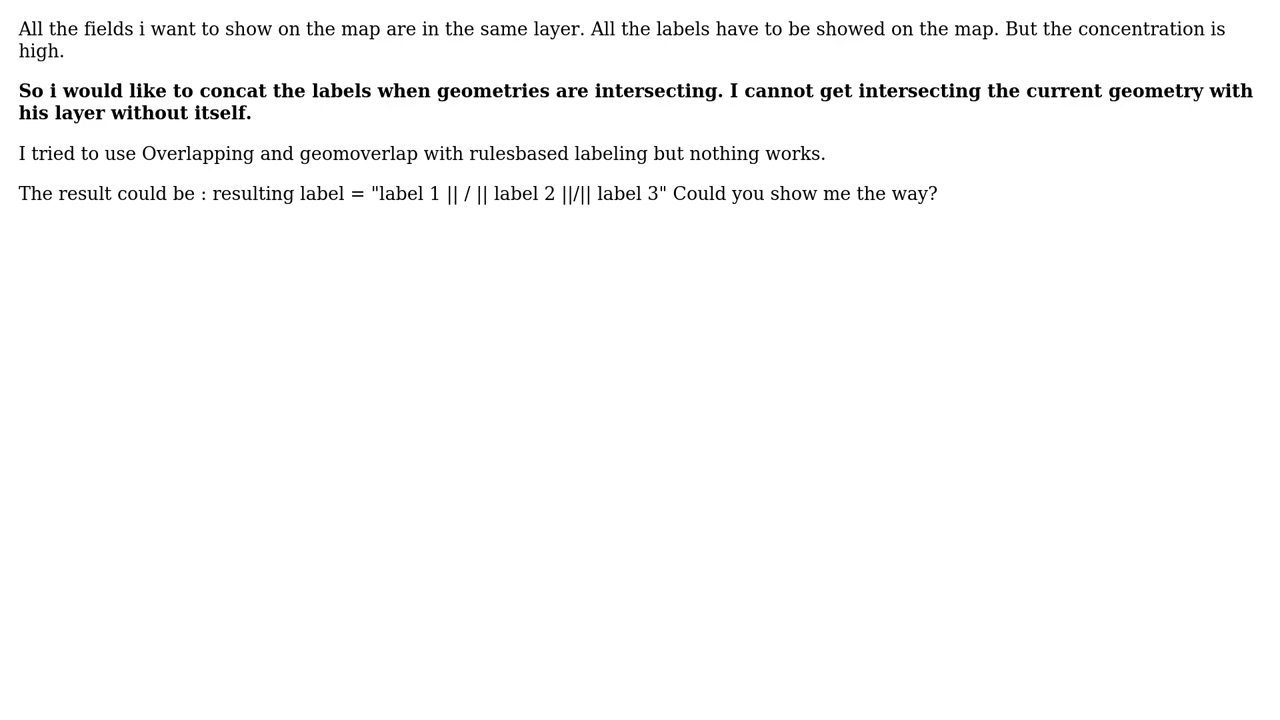 All the fields i want to show on the map are in the same layer. All the labels have to be showed on the map. But the concentration is
high.
So i would like to concat the labels when geometries are intersecting. I cannot get intersecting the current geometry with
his layer without itself.
I tried to use Overlapping and geomoverlap with rulesbased labeling but nothing works.
The result could be : resulting label = "label 1 || / || label 2 ||/|| label 3" Could you show me the way?